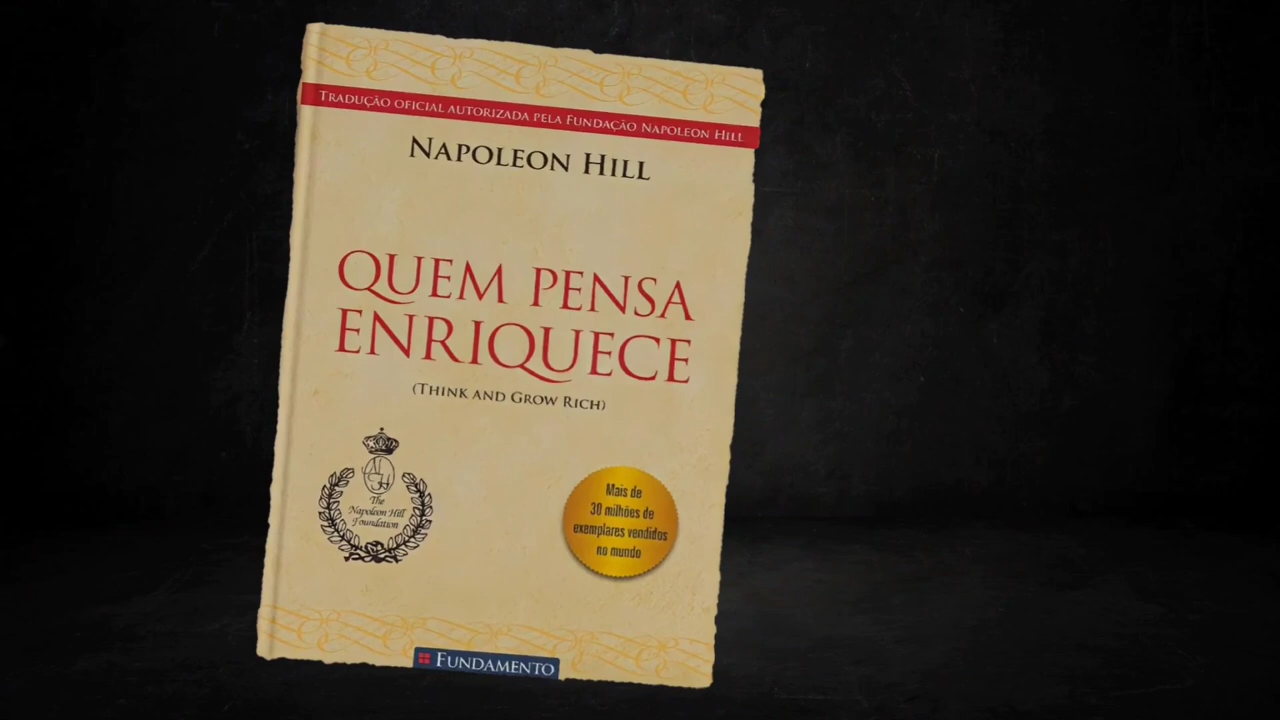 TRADUÇÃO OFICIAL AUTORIZADA PELA FUNDAÇÃO NAPOLEON HILL
NAPOLEON HILL
QUEM PENSA
ENRIQUECE
(THINK AND GROW RICH)
NH
The
Napoleon Hill
Foundation
Mais de
30 milhões de
exemplares vendidos
no mundo
FUNDAMENTO